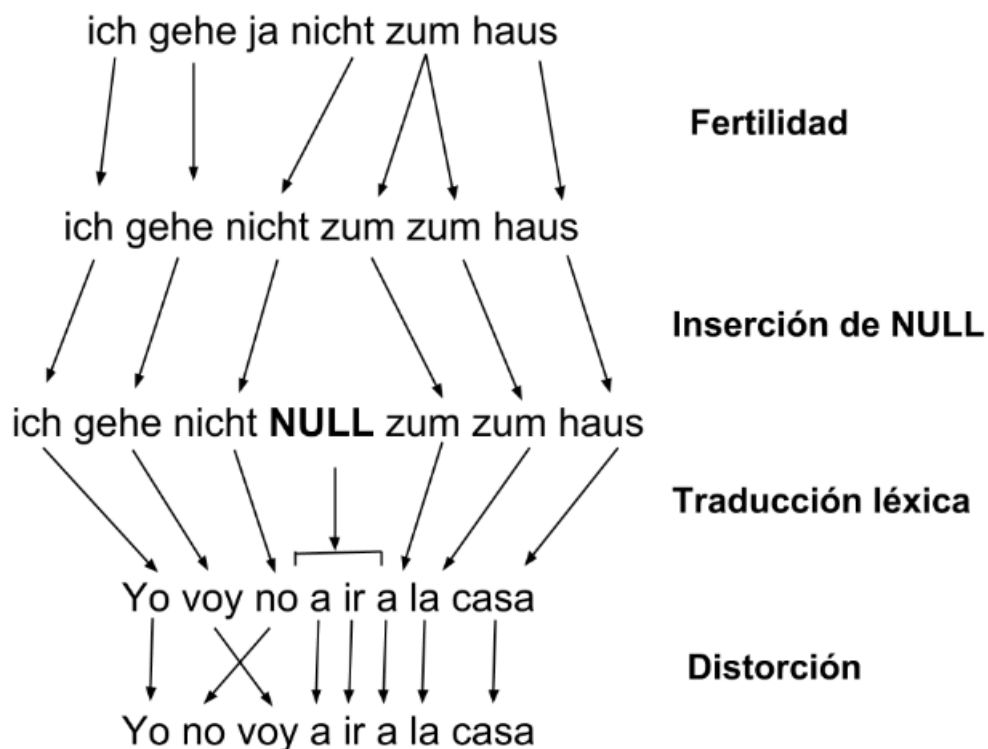 ich gehe ja nicht zum haus
Fertilidad
ich gehe nicht zum zum haus
Inserción de NULL
ich gehe nicht NULL zum zum haus
Traducción léxica
Yo voy no a ir a la casa
Distorción
Yo no voy a ir a la casa